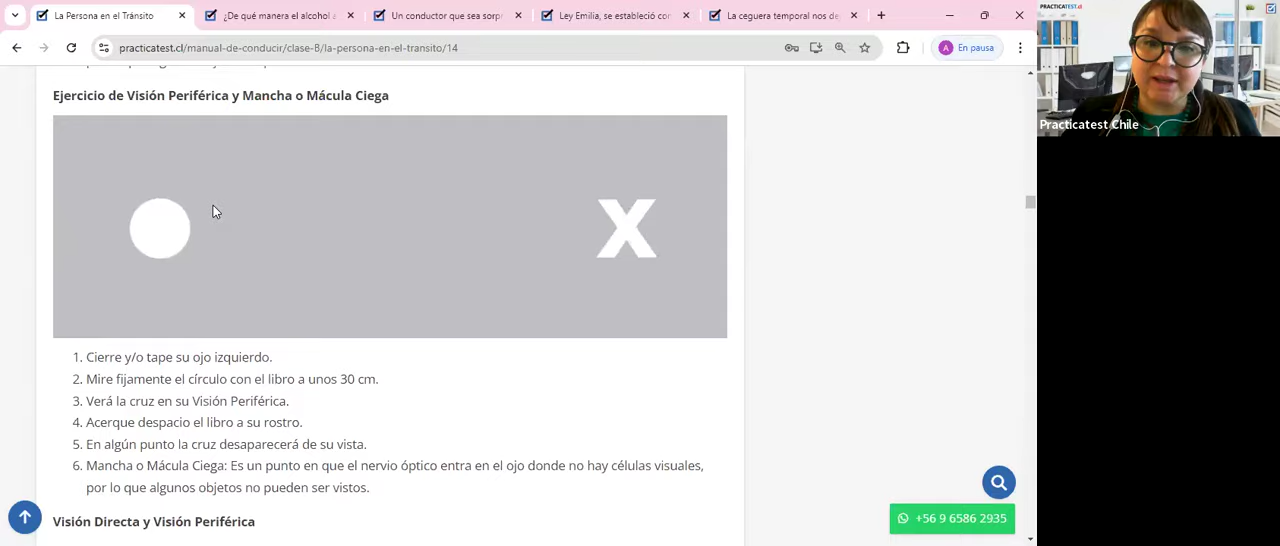 La Persona en el Tránsito
¿De qué manera el alcohol a
Un conductor que sea sorpr
Ley Emilia, se estableció cor
La ceguera temporal nos de
practicatest.cl/manual-de-conducir/clase-B/la-persona-en-el-transito/14
A
En pausa
PRACTICATEST.cl
Practicatest Chile
Ejercicio de Visión Periférica y Mancha o Mácula Ciega
X
1. Cierre y/o tape su ojo izquierdo.
2. Mire fijamente el círculo con el libro a unos 30 cm.
3. Verá la cruz en su Visión Periférica.
4. Acerque despacio el libro a su rostro.
5. En algún punto la cruz desaparecerá de su vista.
6. Mancha o Mácula Ciega: Es un punto en que el nervio óptico entra en el ojo donde no hay células visuales,
por lo que algunos objetos no pueden ser vistos.
+56 9 6586 2935
Visión Directa y Visión Periférica